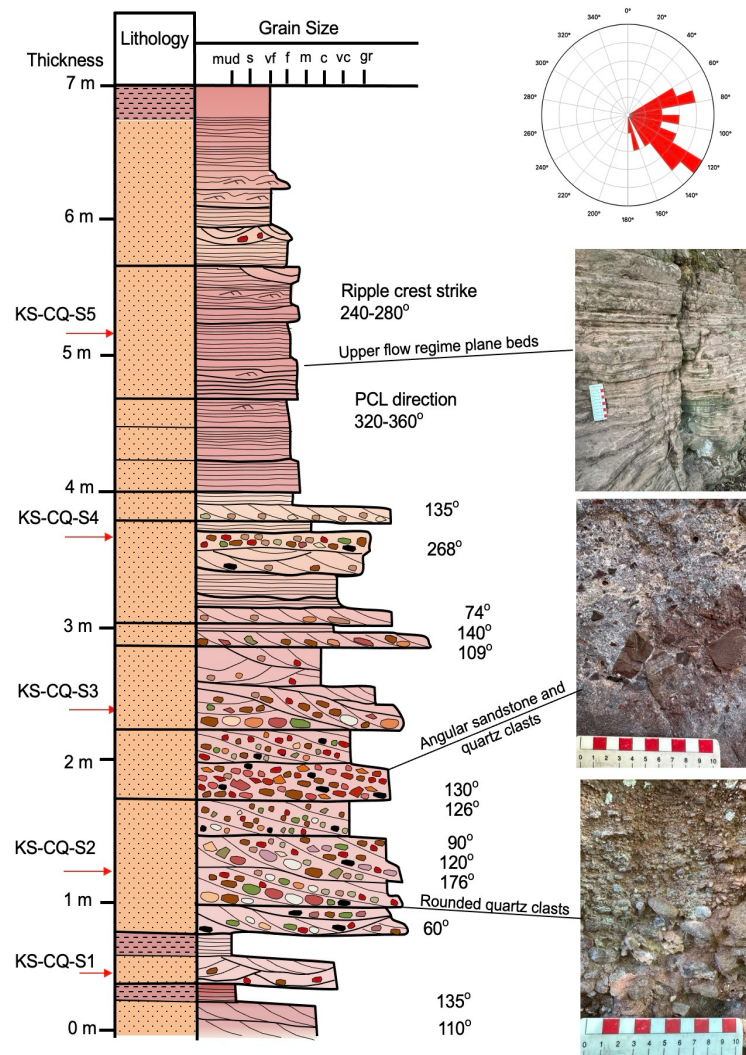 Lithology
Grain Size
Thickness
mud s vf f m c vc gr
7 m
6 m
KS-CQ-S5
5 m
4 m
KS-CQ-S4
3 m
KS-CQ-S3
2 m
KS-CQ-S2
1 m
KS-CQ-S1
0 m
Ripple crest strike
240-280°
Upper flow regime plane beds
PCL direction
320-360°
135°
268°
74°
140°
109°
Angular sandstone and
quartz clasts
130°
126°
90°
120°
176°
Rounded quartz clasts
60°
135°
110°
0°
20°
40°
60°
80°
100°
120°
140°
160°
180°
200°
220°
240°
260°
280°
300°
320°
340°
0 1 2 3 4 5 6 7 8 9 10
0 1 2 3 4 5 6 7 8 9 10